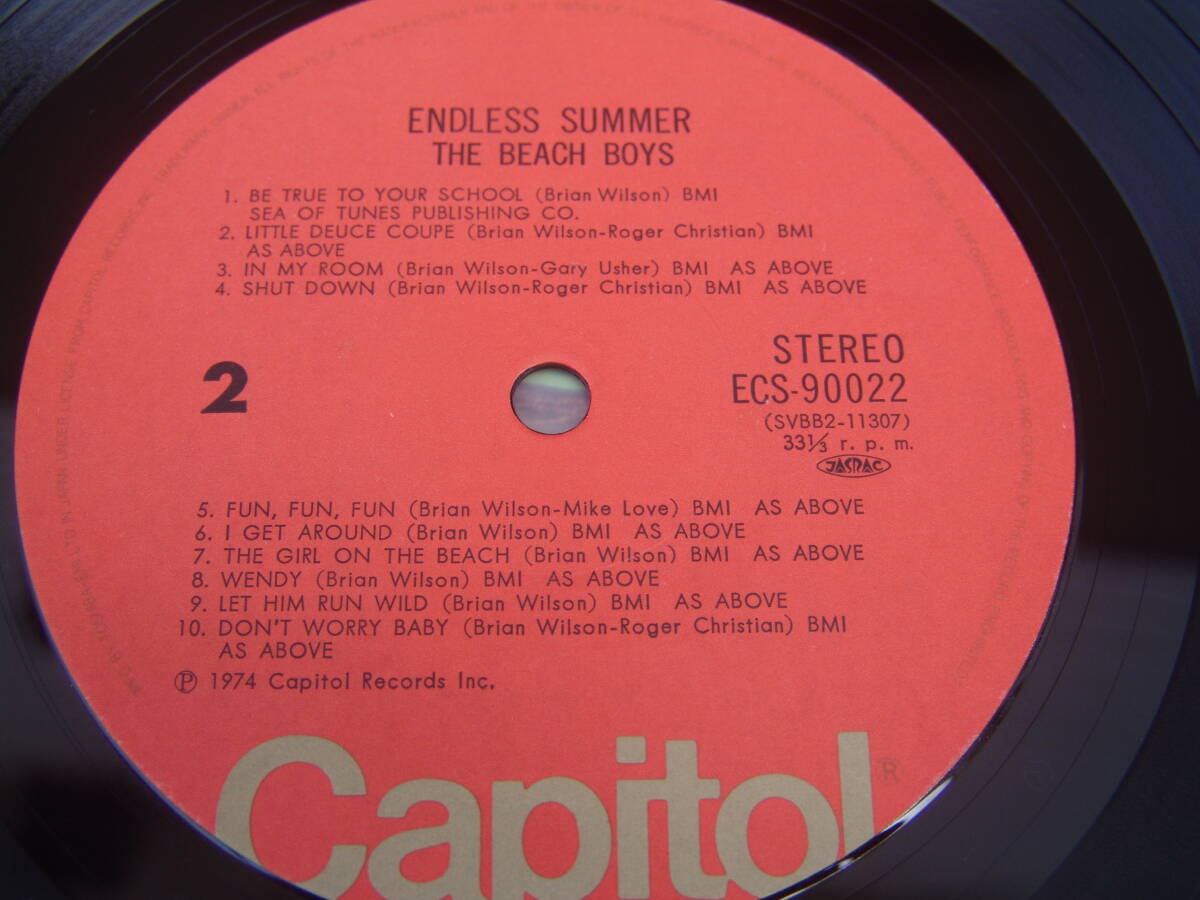 ENDLESS SUMMER
THE BEACH BOYS
1. BE TRUE TO YOUR SCHOOL (Brian Wilson) BMI
SEA OF TUNES PUBLISHING CO.
2. LITTLE DEUCE COUPE (Brian Wilson-Roger Christian) BMI
AS ABOVE
3. IN MY ROOM (Brian Wilson-Gary Usher) BMI AS ABOVE
4. SHUT DOWN (Brian Wilson-Roger Christian) BMI AS ABOVE
2
STEREO
ECS-90022
(SVBB2-11307)
33⅓ r. p. m.
JASRAC
5. FUN, FUN, FUN (Brian Wilson-Mike Love) BMI AS ABOVE
6. I GET AROUND (Brian Wilson) BMI AS ABOVE
7. THE GIRL ON THE BEACH (Brian Wilson) BMI AS ABOVE
8. WENDY (Brian Wilson) BMI AS ABOVE
9. LET HIM RUN WILD (Brian Wilson) BMI AS ABOVE
10. DON'T WORRY BABY (Brian Wilson-Roger Christian) BMI
AS ABOVE
Ⓟ 1974 Capitol Records Inc.
Capitol ®